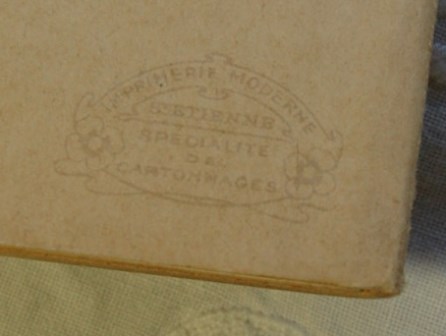 IMPRIMERIE MODERNE
ST ETIENNE
SPECIALITE
DE
CARTONNAGES